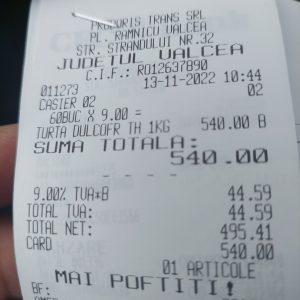 PROCORIS TRANS SRL
PL. RAMNICU VALCEA
STR. STRANDULUI NR.32
JUDETUL VALCEA
C.I.F.: RO12637890
011273 13-11-2022 10:44
CASIER 02 02
60BUC X 9.00 =
TURTA DULCOFR TH 1KG 540.00 B
SUMA TOTALA:
540.00
- - - -
9.00% TVA*B 44.59
TOTAL TVA: 44.59
TOTAL NET: 495.41
CARD 540.00
01 ARTICOLE
MAI POFTITI!
BF: